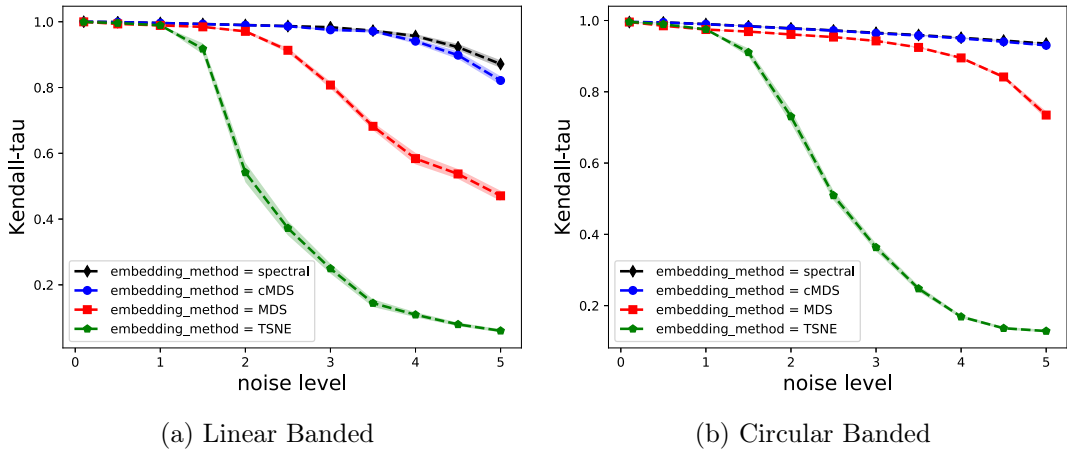 Kendall-tau
1.0
0.8
0.6
0.4
0.2
embedding_method = spectral
embedding_method = cMDS
embedding_method = MDS
embedding_method = TSNE
0 1 2 3 4 5
noise level
(a) Linear Banded
Kendall-tau
1.0
0.8
0.6
0.4
0.2
embedding_method = spectral
embedding_method = cMDS
embedding_method = MDS
embedding_method = TSNE
0 1 2 3 4 5
noise level
(b) Circular Banded